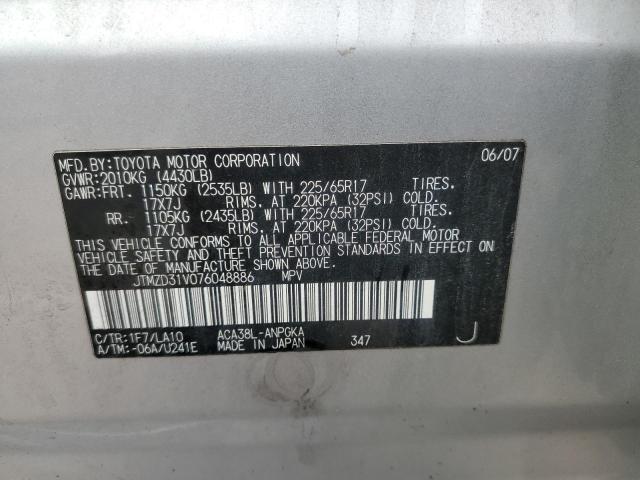 MFD.BY:TOYOTA MOTOR CORPORATION 06/07
GVWR:2010KG (4430LB)
GAWR:FRT. 1150KG (2535LB) WITH 225/65R17 TIRES.
17X7J RIMS. AT 220KPA (32PSI) COLD.
RR. 1105KG (2435LB) WITH 225/65R17 TIRES.
17X7J RIMS. AT 220KPA (32PSI) COLD.
THIS VEHICLE CONFORMS TO ALL APPLICABLE FEDERAL MOTOR
VEHICLE SAFETY AND THEFT PREVENTION STANDARDS IN EFFECT ON
THE DATE OF MANUFACTURE SHOWN ABOVE.
JTMZD31V076048886 MPV
C/TR:1F7/LA10 ACA38L-ANPGKA
A/TM:-06A/U241E MADE IN JAPAN 347 J